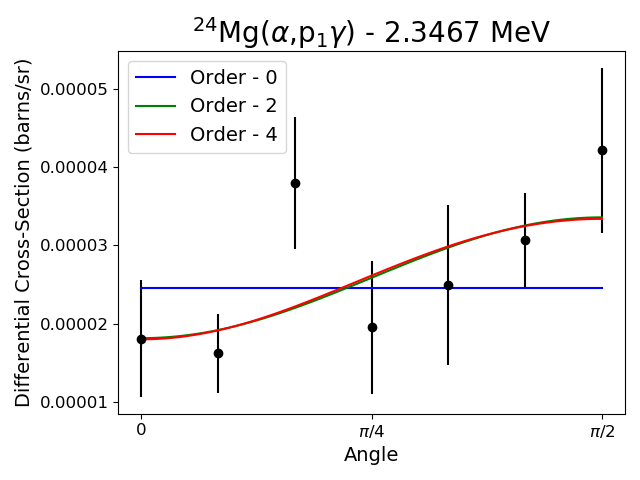 ²⁴Mg(α,p₁γ) - 2.3467 MeV
Order - 0
Order - 2
Order - 4
Differential Cross-Section (barns/sr)
0.00005
0.00004
0.00003
0.00002
0.00001
0
π/4
π/2
Angle